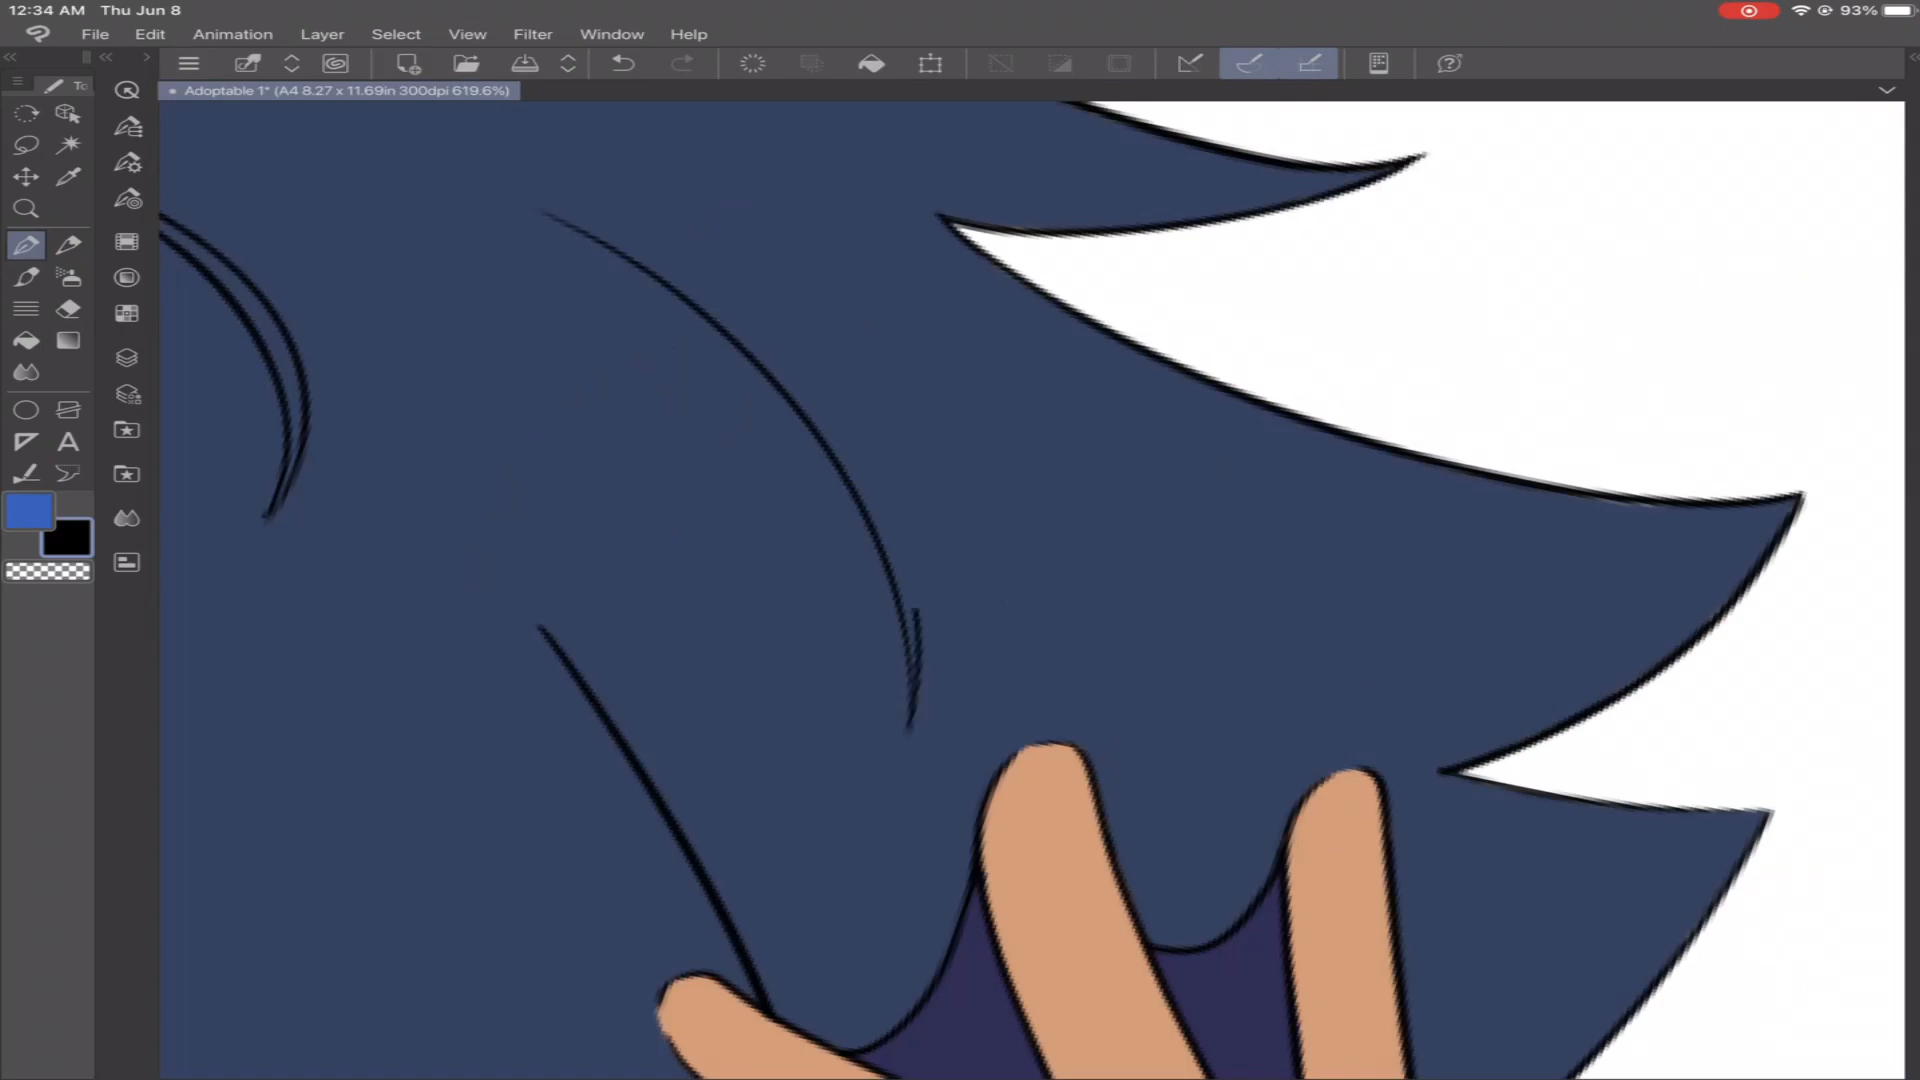 12:34 AM Thu Jun 8
93%
File Edit Animation Layer Select View Filter Window Help
To
Adoptable 1* (A4 8.27 x 11.69in 300dpi 619.6%)
A